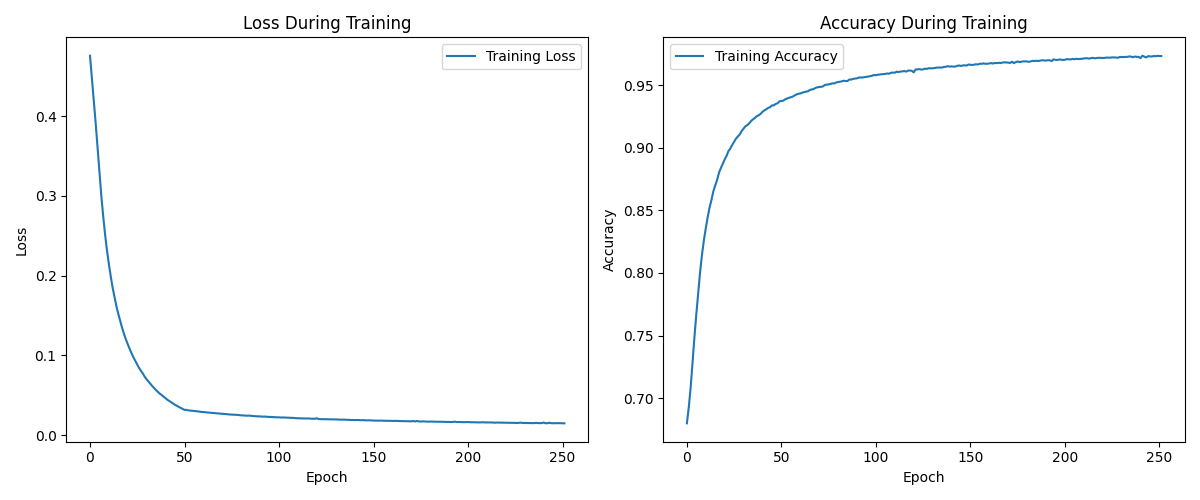 Loss During Training
Training Loss
Loss
0.4
0.3
0.2
0.1
0.0
0 50 100 150 200 250
Epoch
Accuracy During Training
Training Accuracy
Accuracy
0.95
0.90
0.85
0.80
0.75
0.70
0 50 100 150 200 250
Epoch